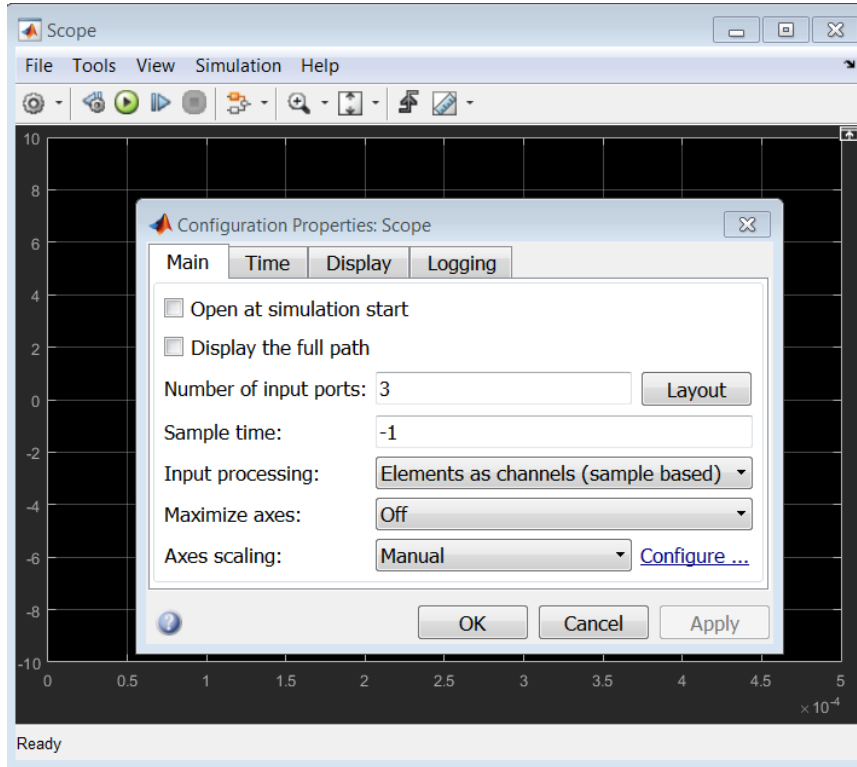 Scope
File Tools View Simulation Help
10
8
6
4
2
0
-2
-4
-6
-8
-10
Configuration Properties: Scope
Main Time Display Logging
Open at simulation start
Display the full path
Number of input ports: 3 Layout
Sample time: -1
Input processing: Elements as channels (sample based)
Maximize axes: Off
Axes scaling: Manual Configure ...
? OK Cancel Apply
0 0.5 1 1.5 2 2.5 3 3.5 4 4.5 5
× 10-4
Ready